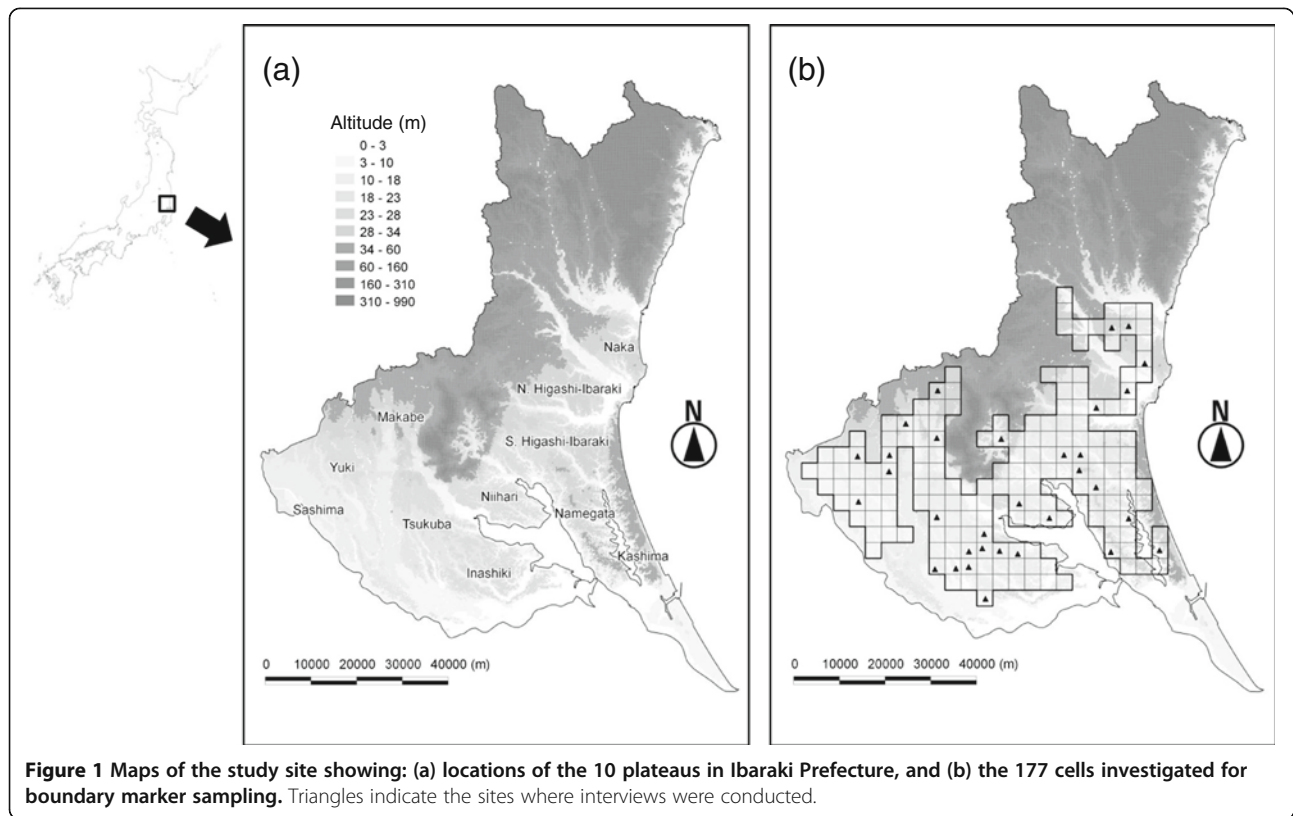 (a)
Altitude (m)
0 - 3
3 - 10
10 - 18
18 - 23
23 - 28
28 - 34
34 - 60
60 - 160
160 - 310
310 - 990
Naka
N. Higashi-Ibaraki
Makabe
S. Higashi-Ibaraki
Yuki
Niihari
Sashima
Namegata
Tsukuba
Kashima
Inashiki
N
0 10000 20000 30000 40000 (m)
(b)
N
0 10000 20000 30000 40000 (m)
Figure 1 Maps of the study site showing: (a) locations of the 10 plateaus in Ibaraki Prefecture, and (b) the 177 cells investigated for
boundary marker sampling. Triangles indicate the sites where interviews were conducted.